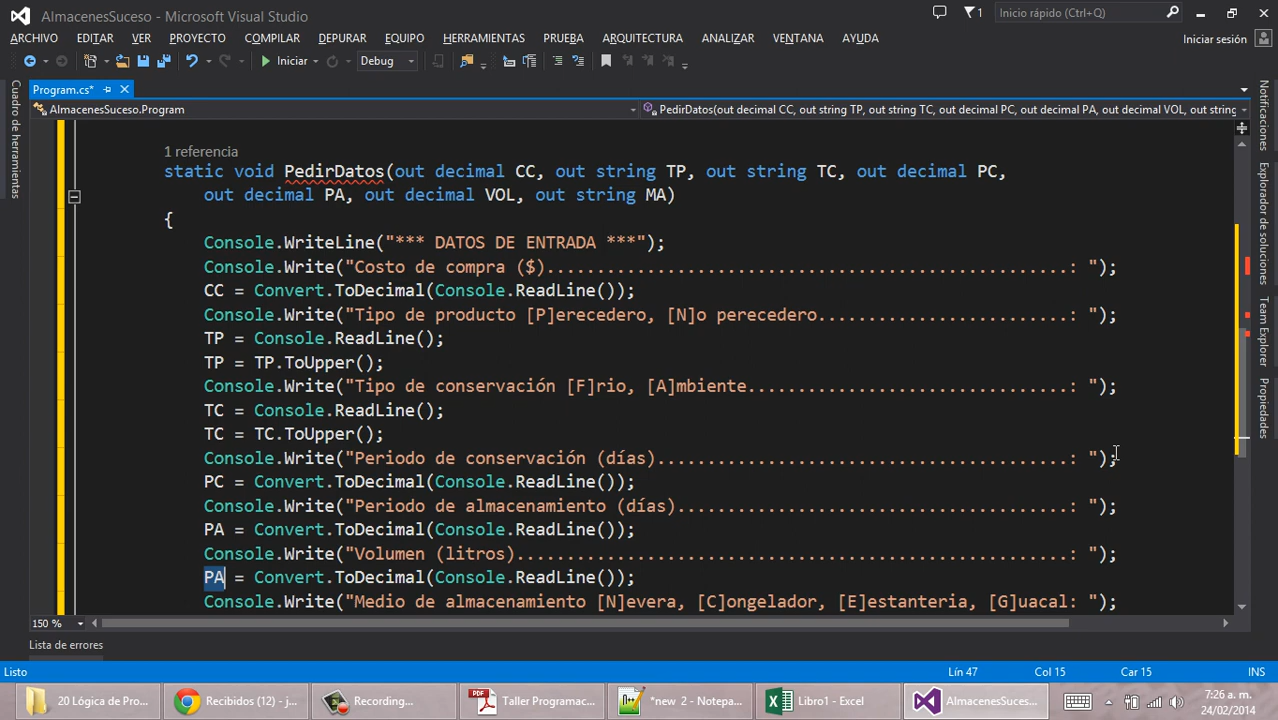 AlmacenesSuceso - Microsoft Visual Studio
1
Inicio rápido (Ctrl+Q)
ARCHIVO EDITAR VER PROYECTO COMPILAR DEPURAR EQUIPO HERRAMIENTAS PRUEBA ARQUITECTURA ANALIZAR VENTANA AYUDA
Iniciar sesión
Iniciar Debug
Program.cs*
AlmacenesSuceso.Program
PedirDatos(out decimal CC, out string TP, out string TC, out decimal PC, out decimal PA, out decimal VOL, out string
Cuadro de herramientas
Notificaciones
Explorador de soluciones
Team Explorer
Propiedades
1 referencia
static void PedirDatos(out decimal CC, out string TP, out string TC, out decimal PC,
out decimal PA, out decimal VOL, out string MA)
{
Console.WriteLine("*** DATOS DE ENTRADA ***");
Console.Write("Costo de compra ($)....................................................: ");
CC = Convert.ToDecimal(Console.ReadLine());
Console.Write("Tipo de producto [P]erecedero, [N]o perecedero.........................: ");
TP = Console.ReadLine();
TP = TP.ToUpper();
Console.Write("Tipo de conservación [F]rio, [A]mbiente................................: ");
TC = Console.ReadLine();
TC = TC.ToUpper();
Console.Write("Periodo de conservación (días).........................................: ");
PC = Convert.ToDecimal(Console.ReadLine());
Console.Write("Periodo de almacenamiento (días).......................................: ");
PA = Convert.ToDecimal(Console.ReadLine());
Console.Write("Volumen (litros).......................................................: ");
PA = Convert.ToDecimal(Console.ReadLine());
Console.Write("Medio de almacenamiento [N]evera, [C]ongelador, [E]estanteria, [G]uacal: ");
150 %
Lista de errores
Listo
Lín 47
Col 15
Car 15
INS
20 Lógica de Pro...
Recibidos (12) - j...
Recording...
Taller Programac...
*new 2 - Notepa...
Libro1 - Excel
AlmacenesSuces...
7:26 a. m.
24/02/2014